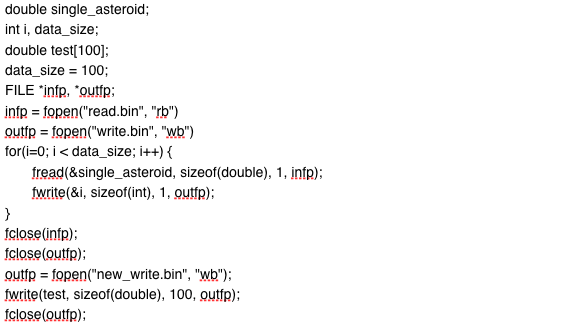 double single_asteroid;
int i, data_size;
double test[100];
data_size = 100;
FILE *infp, *outfp;
infp = fopen("read.bin", "rb")
outfp = fopen("write.bin", "wb")
for(i=0; i < data_size; i++) {
fread(&single_asteroid, sizeof(double), 1, infp);
fwrite(&i, sizeof(int), 1, outfp);
}
fclose(infp);
fclose(outfp);
outfp = fopen("new_write.bin", "wb");
fwrite(test, sizeof(double), 100, outfp);
fclose(outfp);